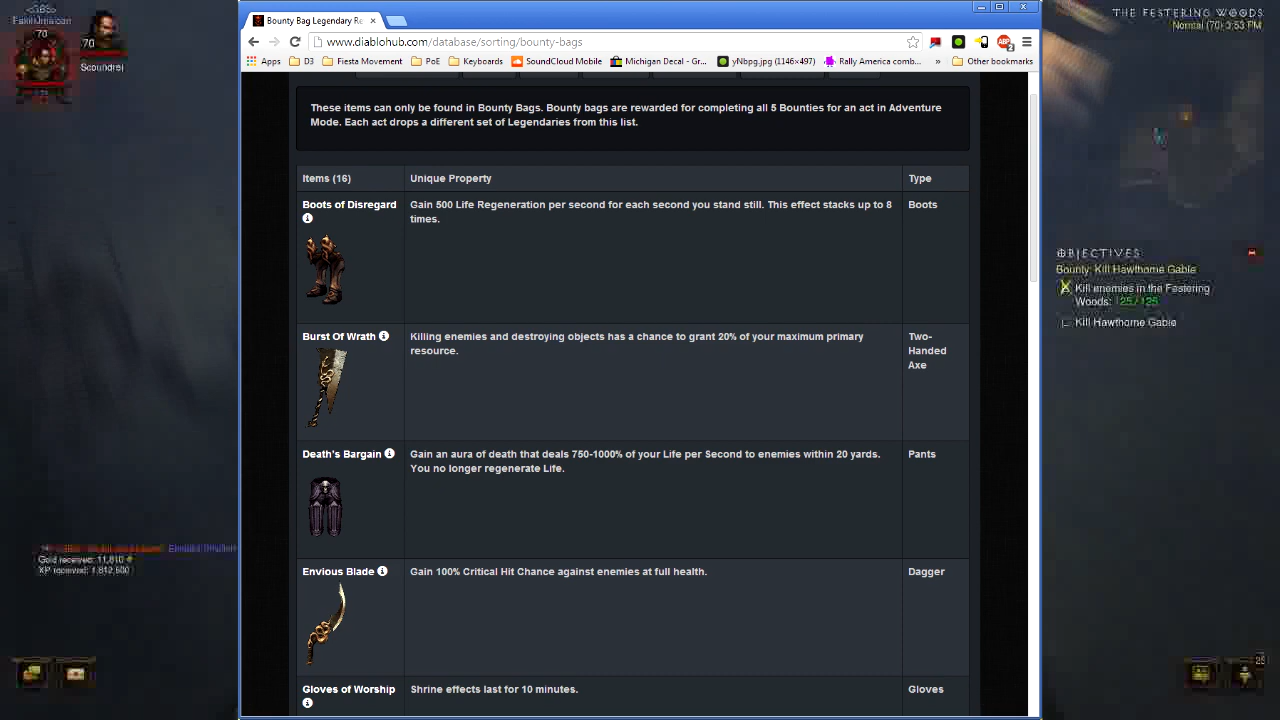 Bounty Bag Legendary Re
www.diablohub.com/database/sorting/bounty-bags
Apps D3 Fiesta Movement PoE Keyboards SoundCloud Mobile Michigan Decal - Gr... yNbpg.jpg (1146×497) Rally America comb... » Other bookmarks
These items can only be found in Bounty Bags. Bounty bags are rewarded for completing all 5 Bounties for an act in Adventure
Mode. Each act drops a different set of Legendaries from this list.
Items (16) Unique Property Type
Boots of Disregard Gain 500 Life Regeneration per second for each second you stand still. This effect stacks up to 8 Boots
times.
Burst Of Wrath Killing enemies and destroying objects has a chance to grant 20% of your maximum primary Two-
resource. Handed
Axe
Death's Bargain Gain an aura of death that deals 750-1000% of your Life per Second to enemies within 20 yards. Pants
You no longer regenerate Life.
Envious Blade Gain 100% Critical Hit Chance against enemies at full health. Dagger
Gloves of Worship Shrine effects last for 10 minutes. Gloves
70
70
Scoundrel
Gold received: 11,810
XP received: 1,812,500
THE FESTERING WOODS
Normal (70) 3:53 PM
OBJECTIVES
Bounty: Kill Hawthorne Gable
Kill enemies in the Festering
Woods: 125/125
Kill Hawthorne Gable